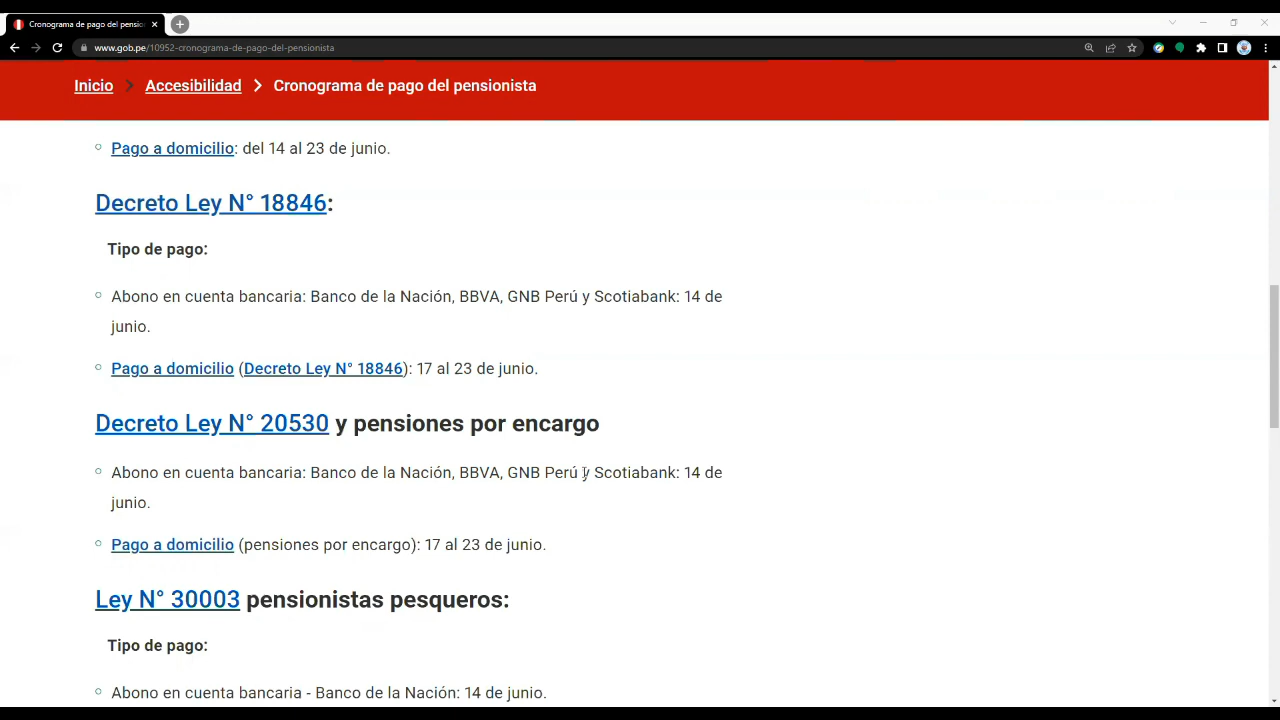 Cronograma de pago del pensio
www.gob.pe/10952-cronograma-de-pago-del-pensionista
Inicio > Accesibilidad > Cronograma de pago del pensionista
Pago a domicilio: del 14 al 23 de junio.
Decreto Ley N° 18846:
Tipo de pago:
Abono en cuenta bancaria: Banco de la Nación, BBVA, GNB Perú y Scotiabank: 14 de
junio.
Pago a domicilio (Decreto Ley N° 18846): 17 al 23 de junio.
Decreto Ley N° 20530 y pensiones por encargo
Abono en cuenta bancaria: Banco de la Nación, BBVA, GNB Perú y Scotiabank: 14 de
junio.
Pago a domicilio (pensiones por encargo): 17 al 23 de junio.
Ley N° 30003 pensionistas pesqueros:
Tipo de pago:
Abono en cuenta bancaria - Banco de la Nación: 14 de junio.